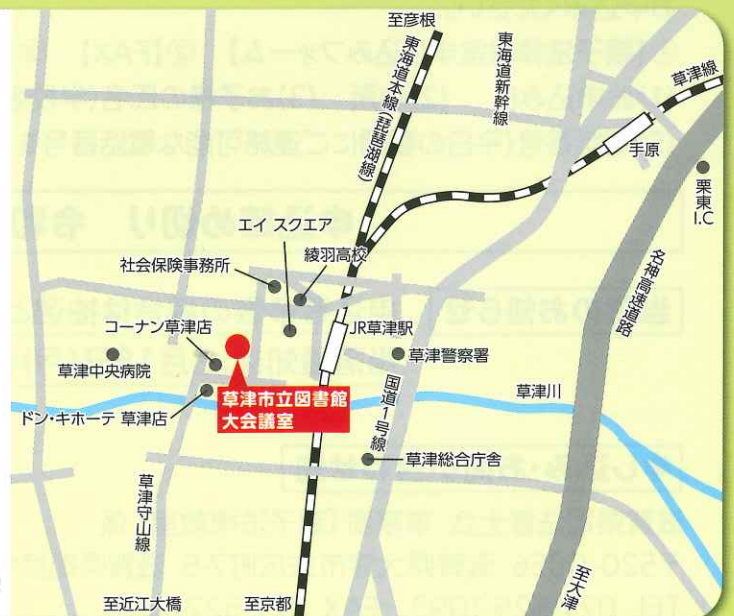 至彦根
東海道本線(琵琶湖線)
東海道新幹線
草津線
手原
栗東
I.C
名神高速道路
エイ スクエア
綾羽高校
社会保険事務所
コーナン草津店
JR草津駅
草津警察署
草津中央病院
国道1号線
草津川
草津市立図書館
大会議室
ドン・キホーテ 草津店
草津総合庁舎
草津守山線
至近江大橋
至京都
至大津